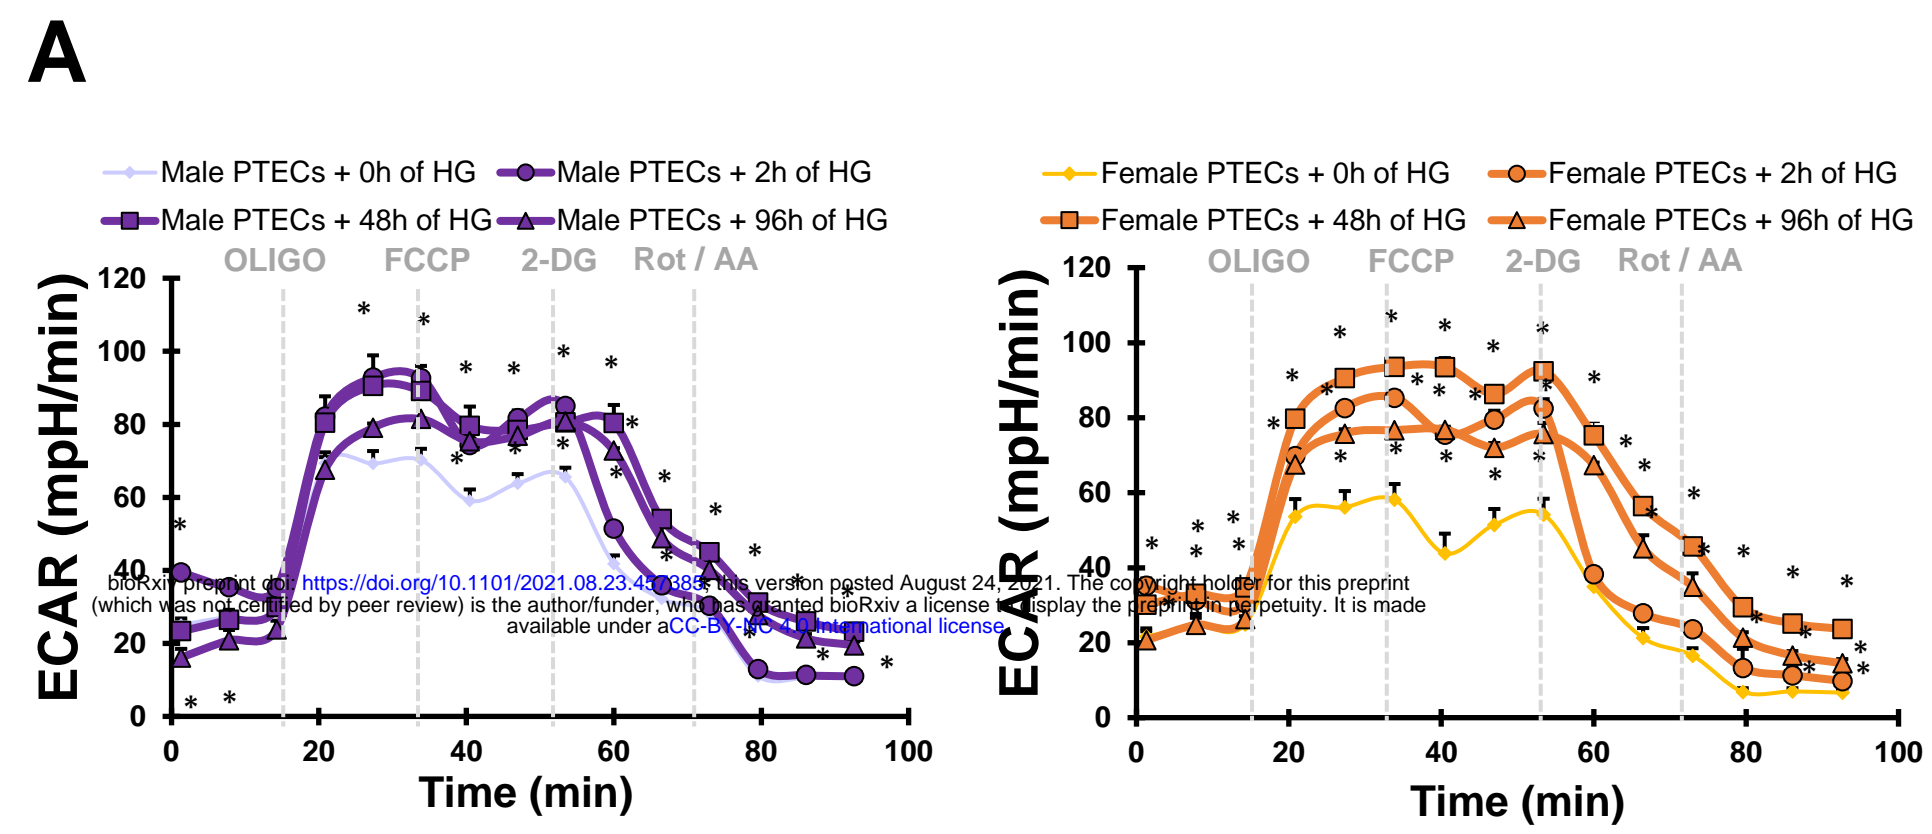 A
Male PTECs + 0h of HG Male PTECs + 2h of HG
Male PTECs + 48h of HG Male PTECs + 96h of HG
OLIGO FCCP 2-DG Rot / AA
ECAR (mpH/min)
120
100
80
60
40
20
0
0 20 40 60 80 100
Time (min)
Female PTECs + 0h of HG Female PTECs + 2h of HG
Female PTECs + 48h of HG Female PTECs + 96h of HG
OLIGO FCCP 2-DG Rot / AA
ECAR (mpH/min)
120
100
80
60
40
20
0
0 20 40 60 80 100
Time (min)
bioRxiv preprint doi: https://doi.org/10.1101/2021.08.23.457385; this version posted August 24, 2021. The copyright holder for this preprint
(which was not certified by peer review) is the author/funder, who has granted bioRxiv a license to display the preprint in perpetuity. It is made
available under aCC-BY-NC 4.0 International license.